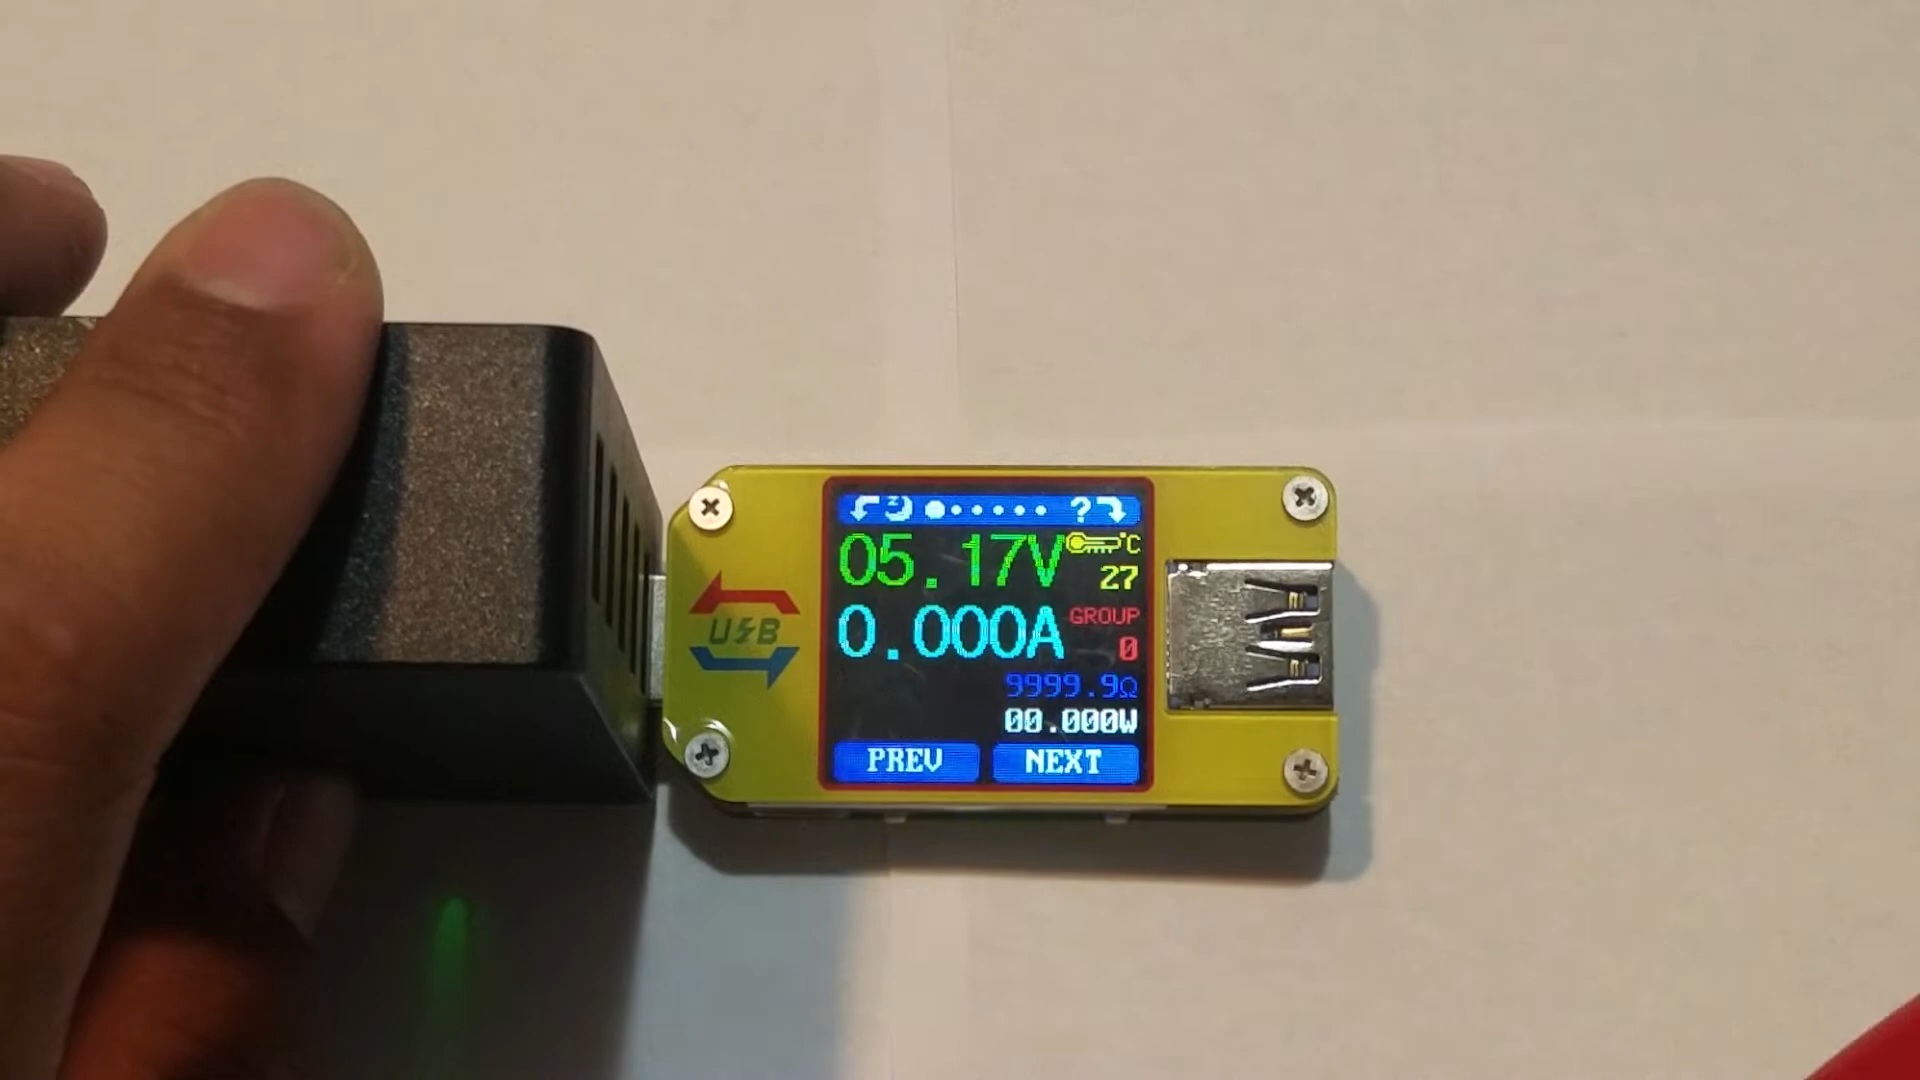 ?
05.17V °C
27
0.000A GROUP
0
9999.9Ω
00.000W
PREV NEXT
USB